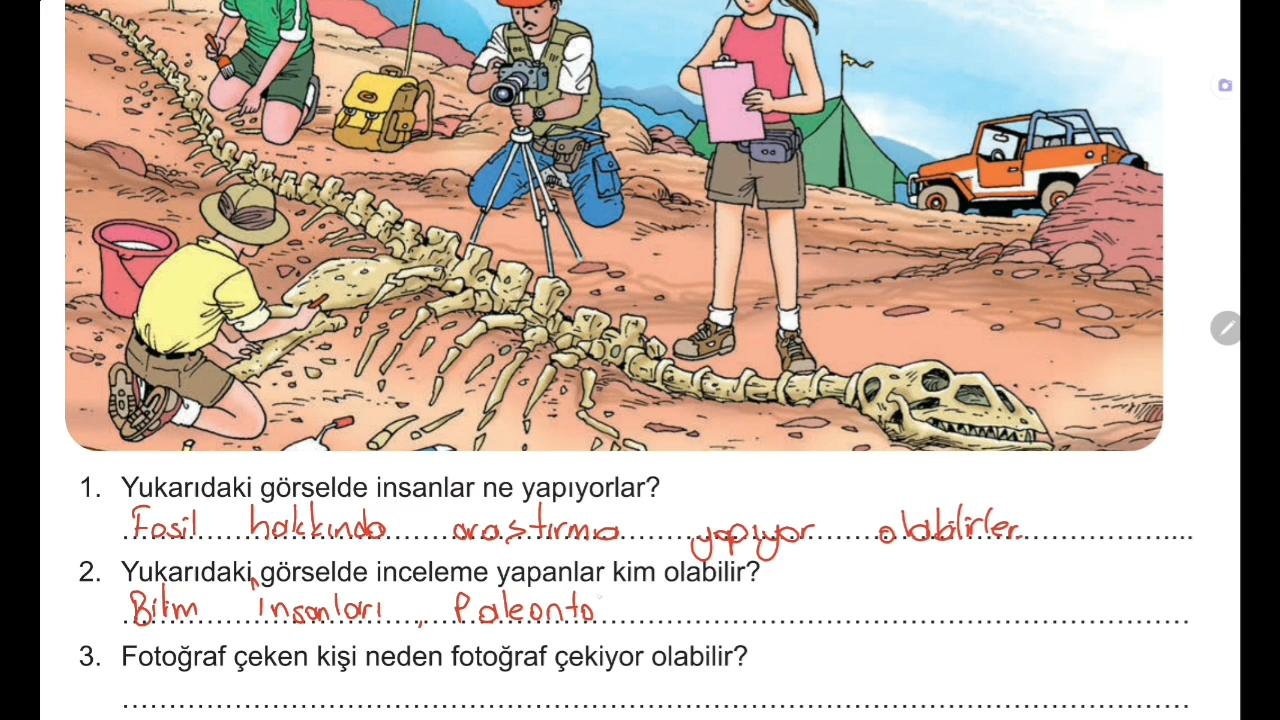 1. Yukarıdaki görselde insanlar ne yapıyorlar?
Fosil hakkında araştırma yapıyor olabilirler.
2. Yukarıdaki görselde inceleme yapanlar kim olabilir?
Bilim insanları, Paleonto
3. Fotoğraf çeken kişi neden fotoğraf çekiyor olabilir?